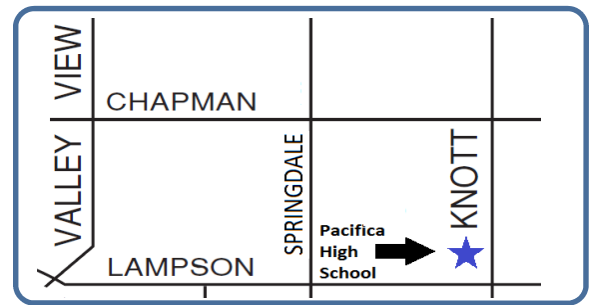 VALLEY VIEW
CHAPMAN
SPRINGDALE
KNOTT
Pacifica
High
School
LAMPSON